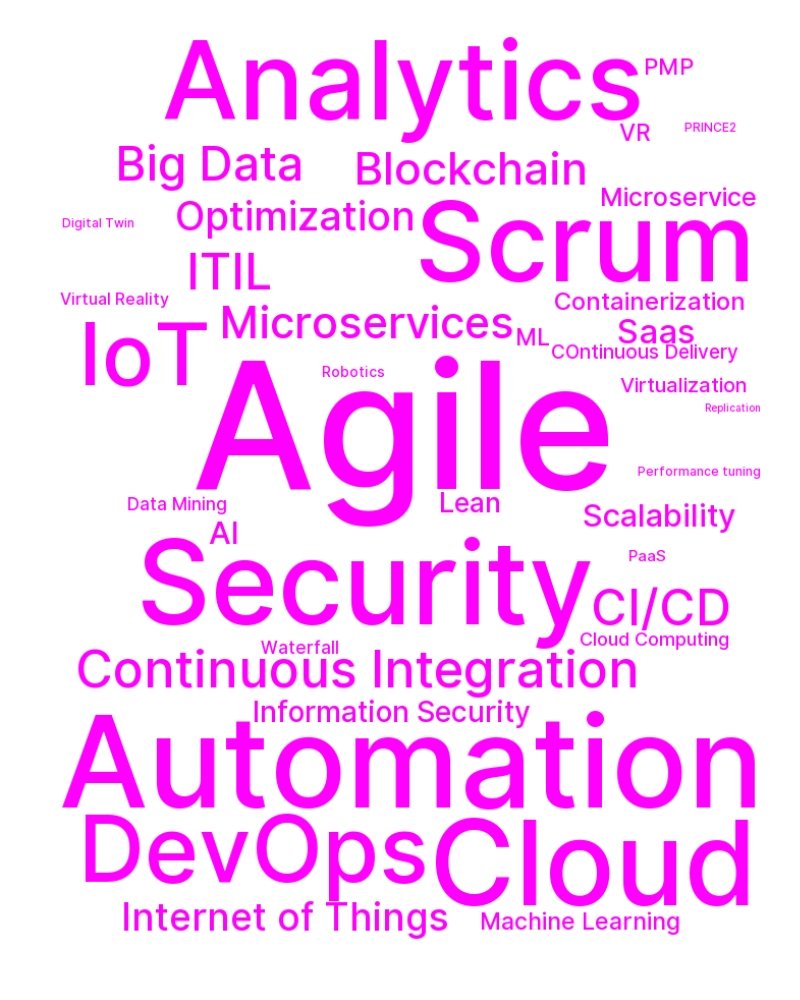 Analytics
PMP
VR
PRINCE2
Big Data
Blockchain
Microservice
Digital Twin
Optimization
Scrum
ITIL
Virtual Reality
Containerization
IoT
Microservices
ML
Saas
COntinuous Delivery
Robotics
Agile
Virtualization
Replication
Performance tuning
Data Mining
Lean
Scalability
AI
Security
PaaS
CI/CD
Cloud Computing
Waterfall
Continuous Integration
Information Security
Automation
DevOps
Cloud
Internet of Things
Machine Learning